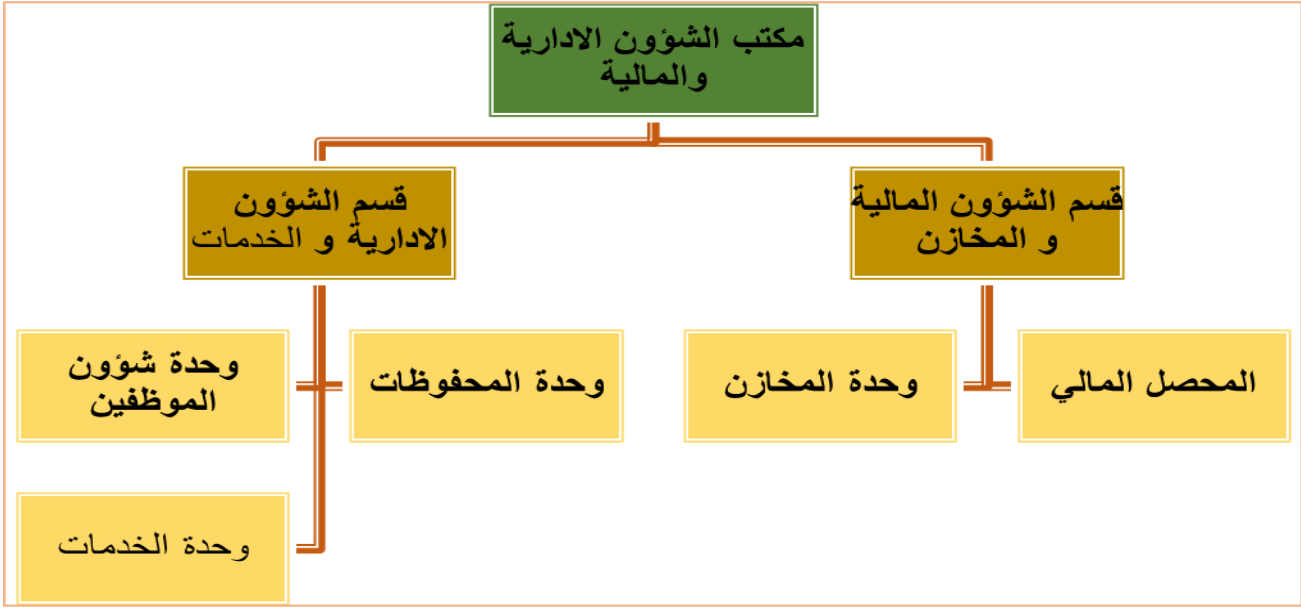 مكتب الشؤون الادارية
والمالية
قسم الشؤون المالية
و المخازن
قسم الشؤون
الادارية و الخدمات
المحصل المالي
وحدة المخازن
وحدة المحفوظات
وحدة شؤون
الموظفين
وحدة الخدمات